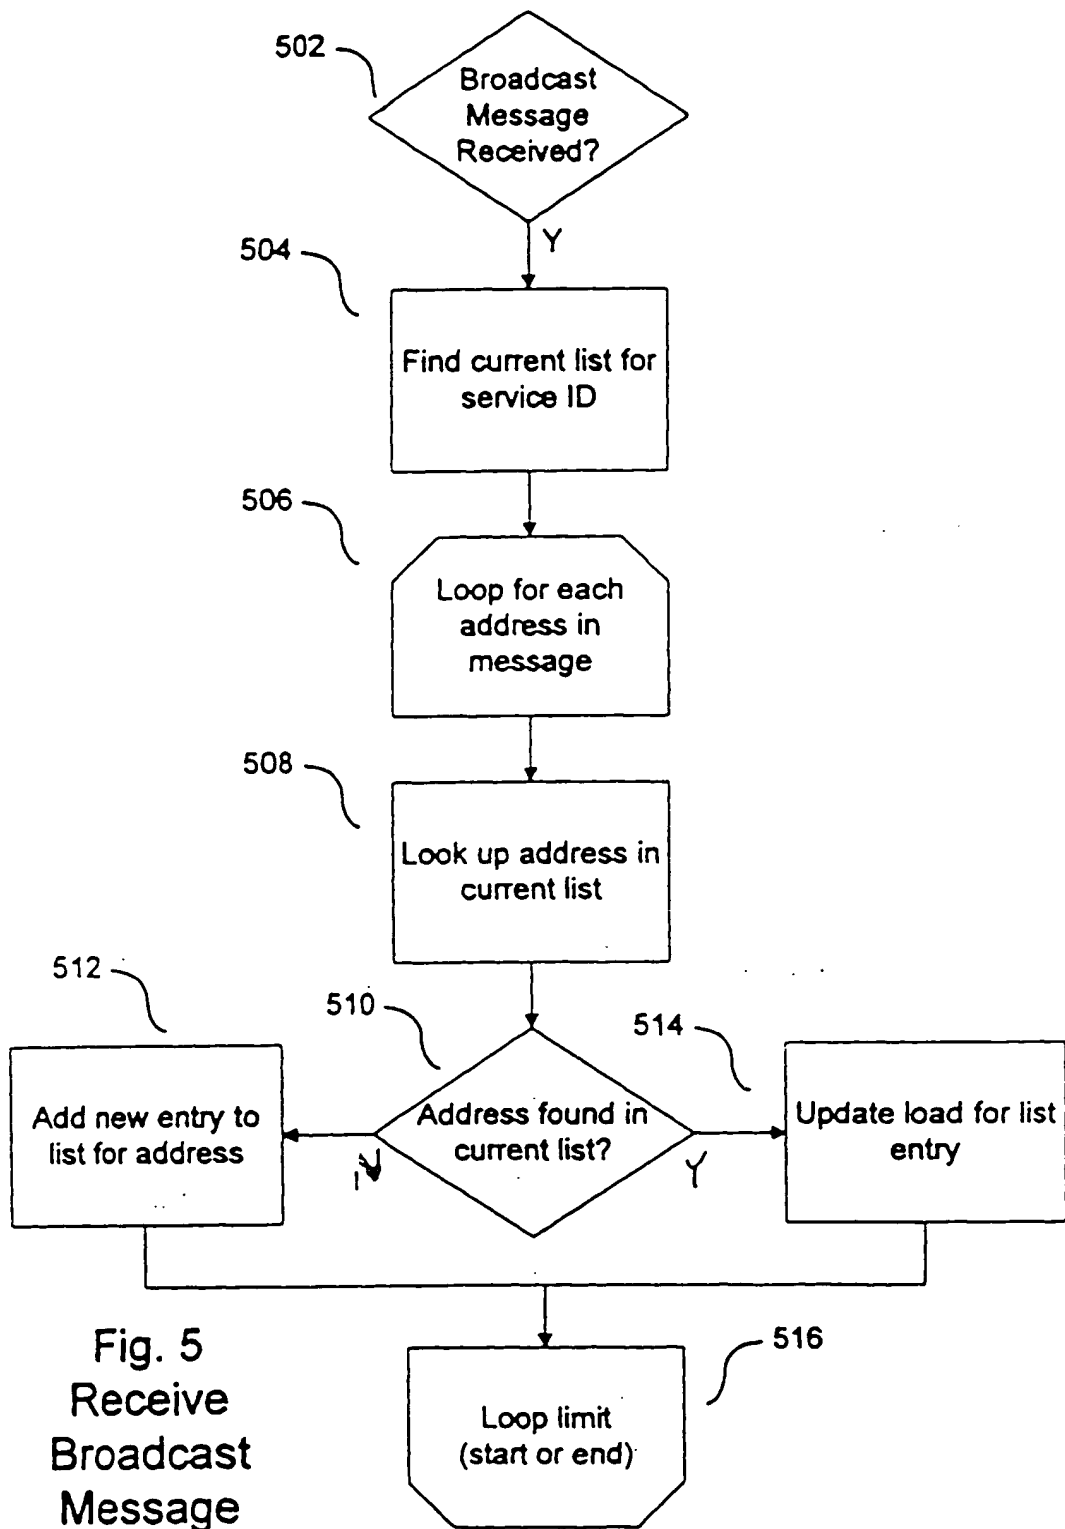 502
Broadcast
Message
Received?
Y
504
Find current list for
service ID
506
Loop for each
address in
message
508
Look up address in
current list
512
510
514
Add new entry to
list for address
Address found in
current list?
Update load for list
entry
N
Y
516
Loop limit
(start or end)
Fig. 5
Receive
Broadcast
Message